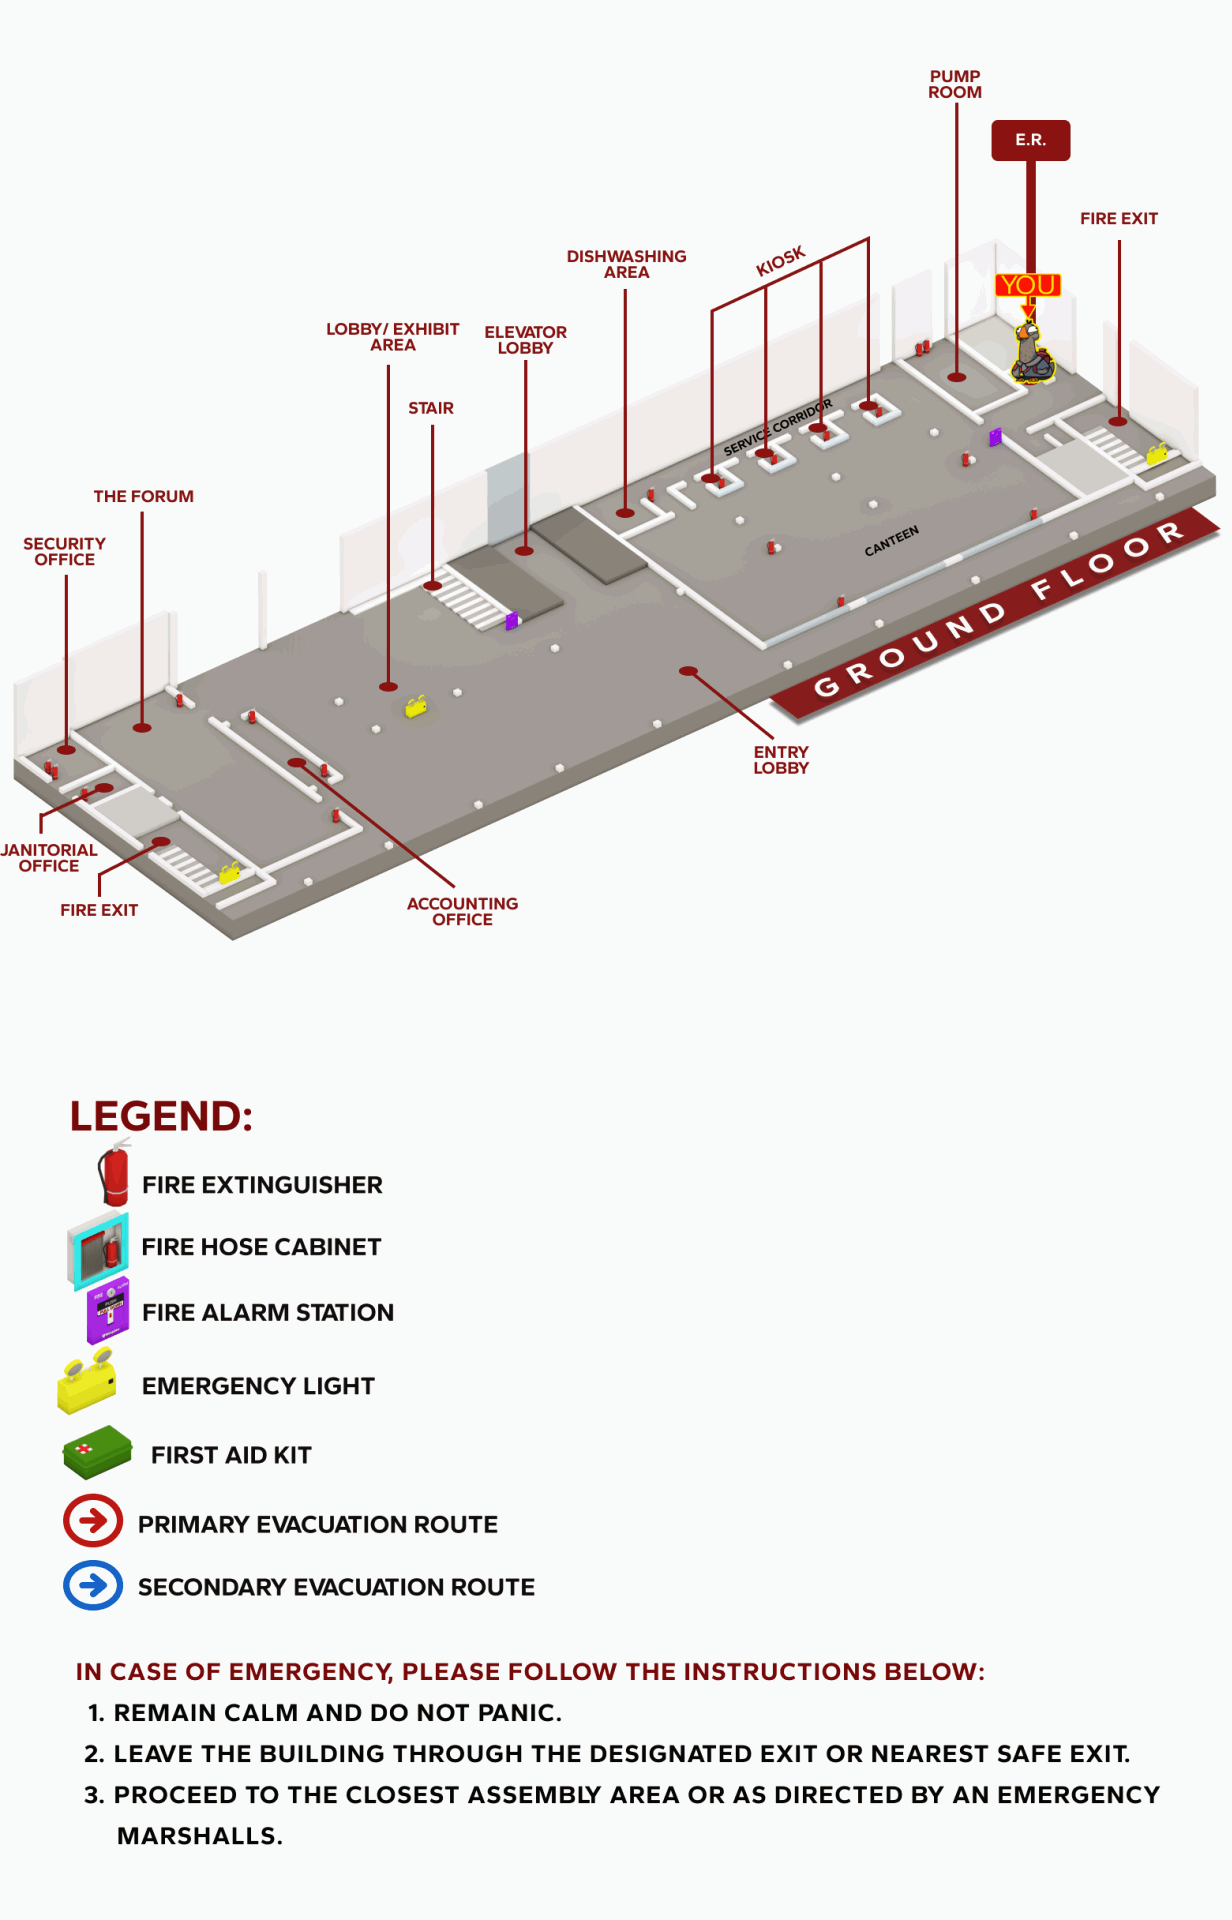 PUMP
ROOM
E.R.
FIRE EXIT
YOU
KIOSK
DISHWASHING
AREA
LOBBY/ EXHIBIT
AREA
ELEVATOR
LOBBY
STAIR
SERVICE CORRIDOR
THE FORUM
SECURITY
OFFICE
CANTEEN
GROUND FLOOR
ENTRY
LOBBY
JANITORIAL
OFFICE
FIRE EXIT
ACCOUNTING
OFFICE
LEGEND:
FIRE EXTINGUISHER
FIRE HOSE CABINET
FIRE ALARM STATION
EMERGENCY LIGHT
FIRST AID KIT
PRIMARY EVACUATION ROUTE
SECONDARY EVACUATION ROUTE
IN CASE OF EMERGENCY, PLEASE FOLLOW THE INSTRUCTIONS BELOW:
1. REMAIN CALM AND DO NOT PANIC.
2. LEAVE THE BUILDING THROUGH THE DESIGNATED EXIT OR NEAREST SAFE EXIT.
3. PROCEED TO THE CLOSEST ASSEMBLY AREA OR AS DIRECTED BY AN EMERGENCY
MARSHALLS.